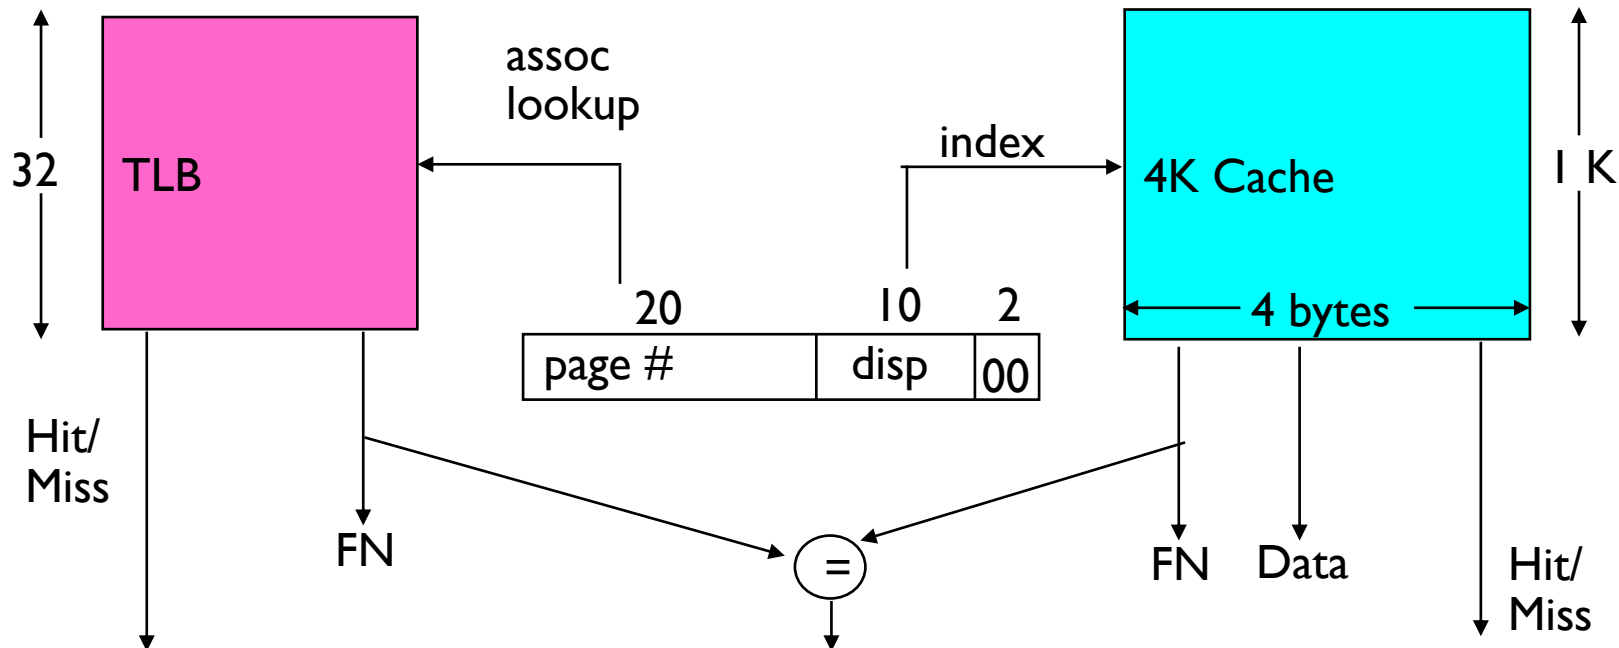 assoc
lookup
index
32
TLB
4K Cache
1 K
20
10
2
4 bytes
page #
disp
00
Hit/
Miss
FN
=
FN
Data
Hit/
Miss